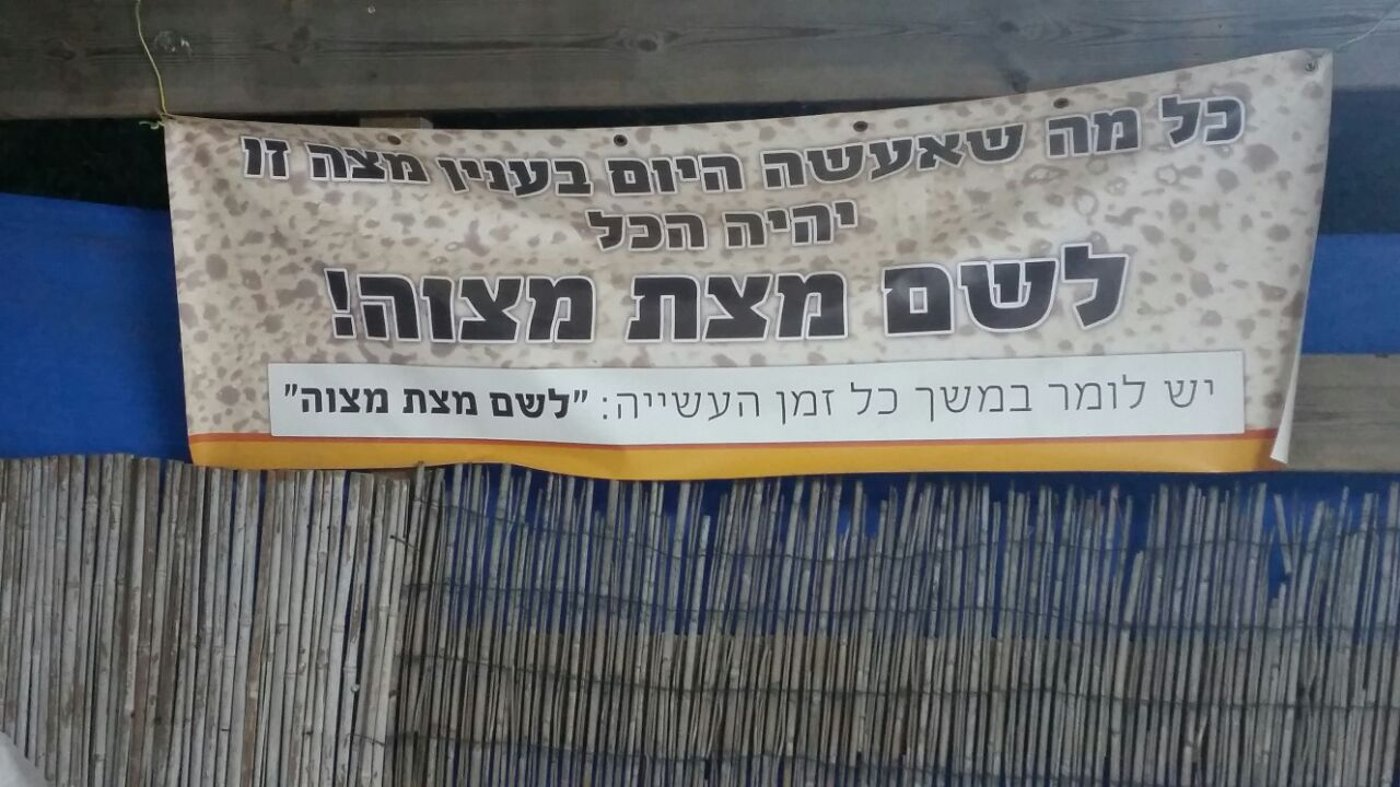 כל מה שאעשה היום בענין מצה זו
יהיה הכל
לשם מצת מצוה!
יש לומר במשך כל זמן העשייה: "לשם מצת מצוה"